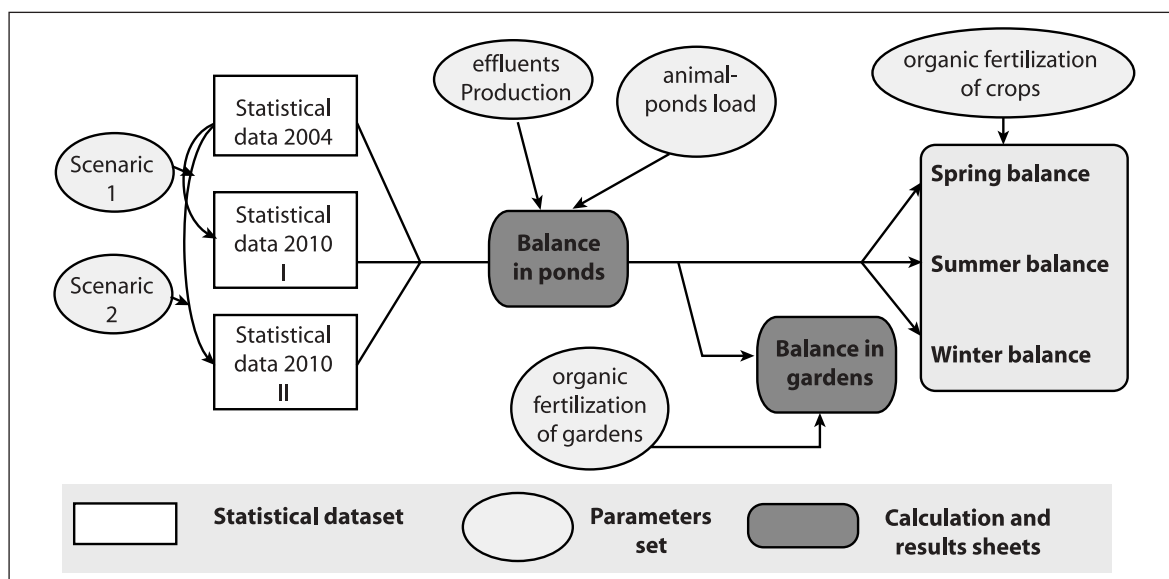 effluents
Production
animal-
ponds load
organic fertilization
of crops
Statistical
data 2004
Scenaric
1
Statistical
data 2010
I
Scenaric
2
Statistical
data 2010
II
Balance
in ponds
Spring balance
Summer balance
Winter balance
Balance in
gardens
organic
fertilization
of gardens
Statistical dataset
Parameters
set
Calculation and
results sheets